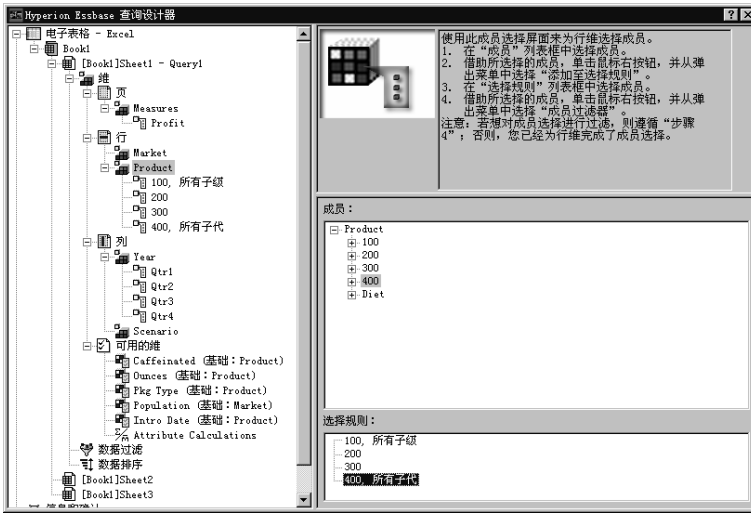 Hyperion Essbase 查询设计器
电子表格 - Excel
Book1
[Book1]Sheet1 - Query1
维
页
Measures
Profit
行
Market
Product
100, 所有子级
200
300
400, 所有子代
列
Year
Qtr1
Qtr2
Qtr3
Qtr4
Scenario
可用的维
Caffeinated (基础：Product)
Ounces (基础：Product)
Pkg Type (基础：Product)
Population (基础：Market)
Intro Date (基础：Product)
Attribute Calculations
数据过滤
数据排序
[Book1]Sheet2
[Book1]Sheet3
使用此成员选择屏面来为行维选择成员。
1. 在“成员”列表框中选择成员。
2. 借助所选择的成员，单击鼠标右按钮，并从弹
出菜单中选择“添加至选择规则”。
3. 在“选择规则”列表框中选择成员。
4. 借助所选择的成员，单击鼠标右按钮，并从弹
出菜单中选择“成员过滤器”。
注意：若想对成员选择进行过滤，则遵循“步骤
4”；否则，您已经为行维完成了成员选择。
成员：
Product
100
200
300
400
Diet
选择规则：
100, 所有子级
200
300
400, 所有子代